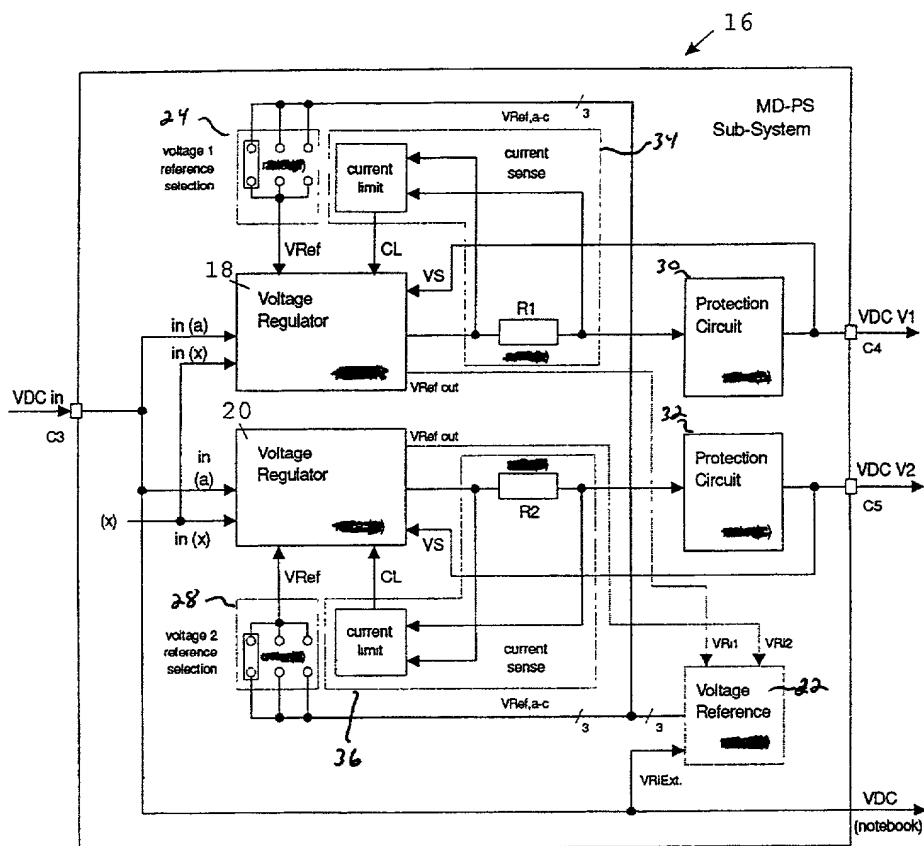 16
MD-PS
Sub-System
24
VRef,a-c
3
34
voltage 1
reference
selection
current
limit
current
sense
VRef
CL
18
VS
30
Voltage
Regulator
R1
Protection
Circuit
in (a)
VDC V1
C4
in (x)
VRef out
VDC in
C3
20
32
VRef out
Voltage
Regulator
in
(a)
R2
Protection
Circuit
VDC V2
C5
(x)
in (x)
VS
VRef
CL
28
voltage 2
reference
selection
current
limit
current
sense
VRi1
VRi2
Voltage
Reference
22
VRef,a-c
3
3
36
VRiExt.
VDC
(notebook)